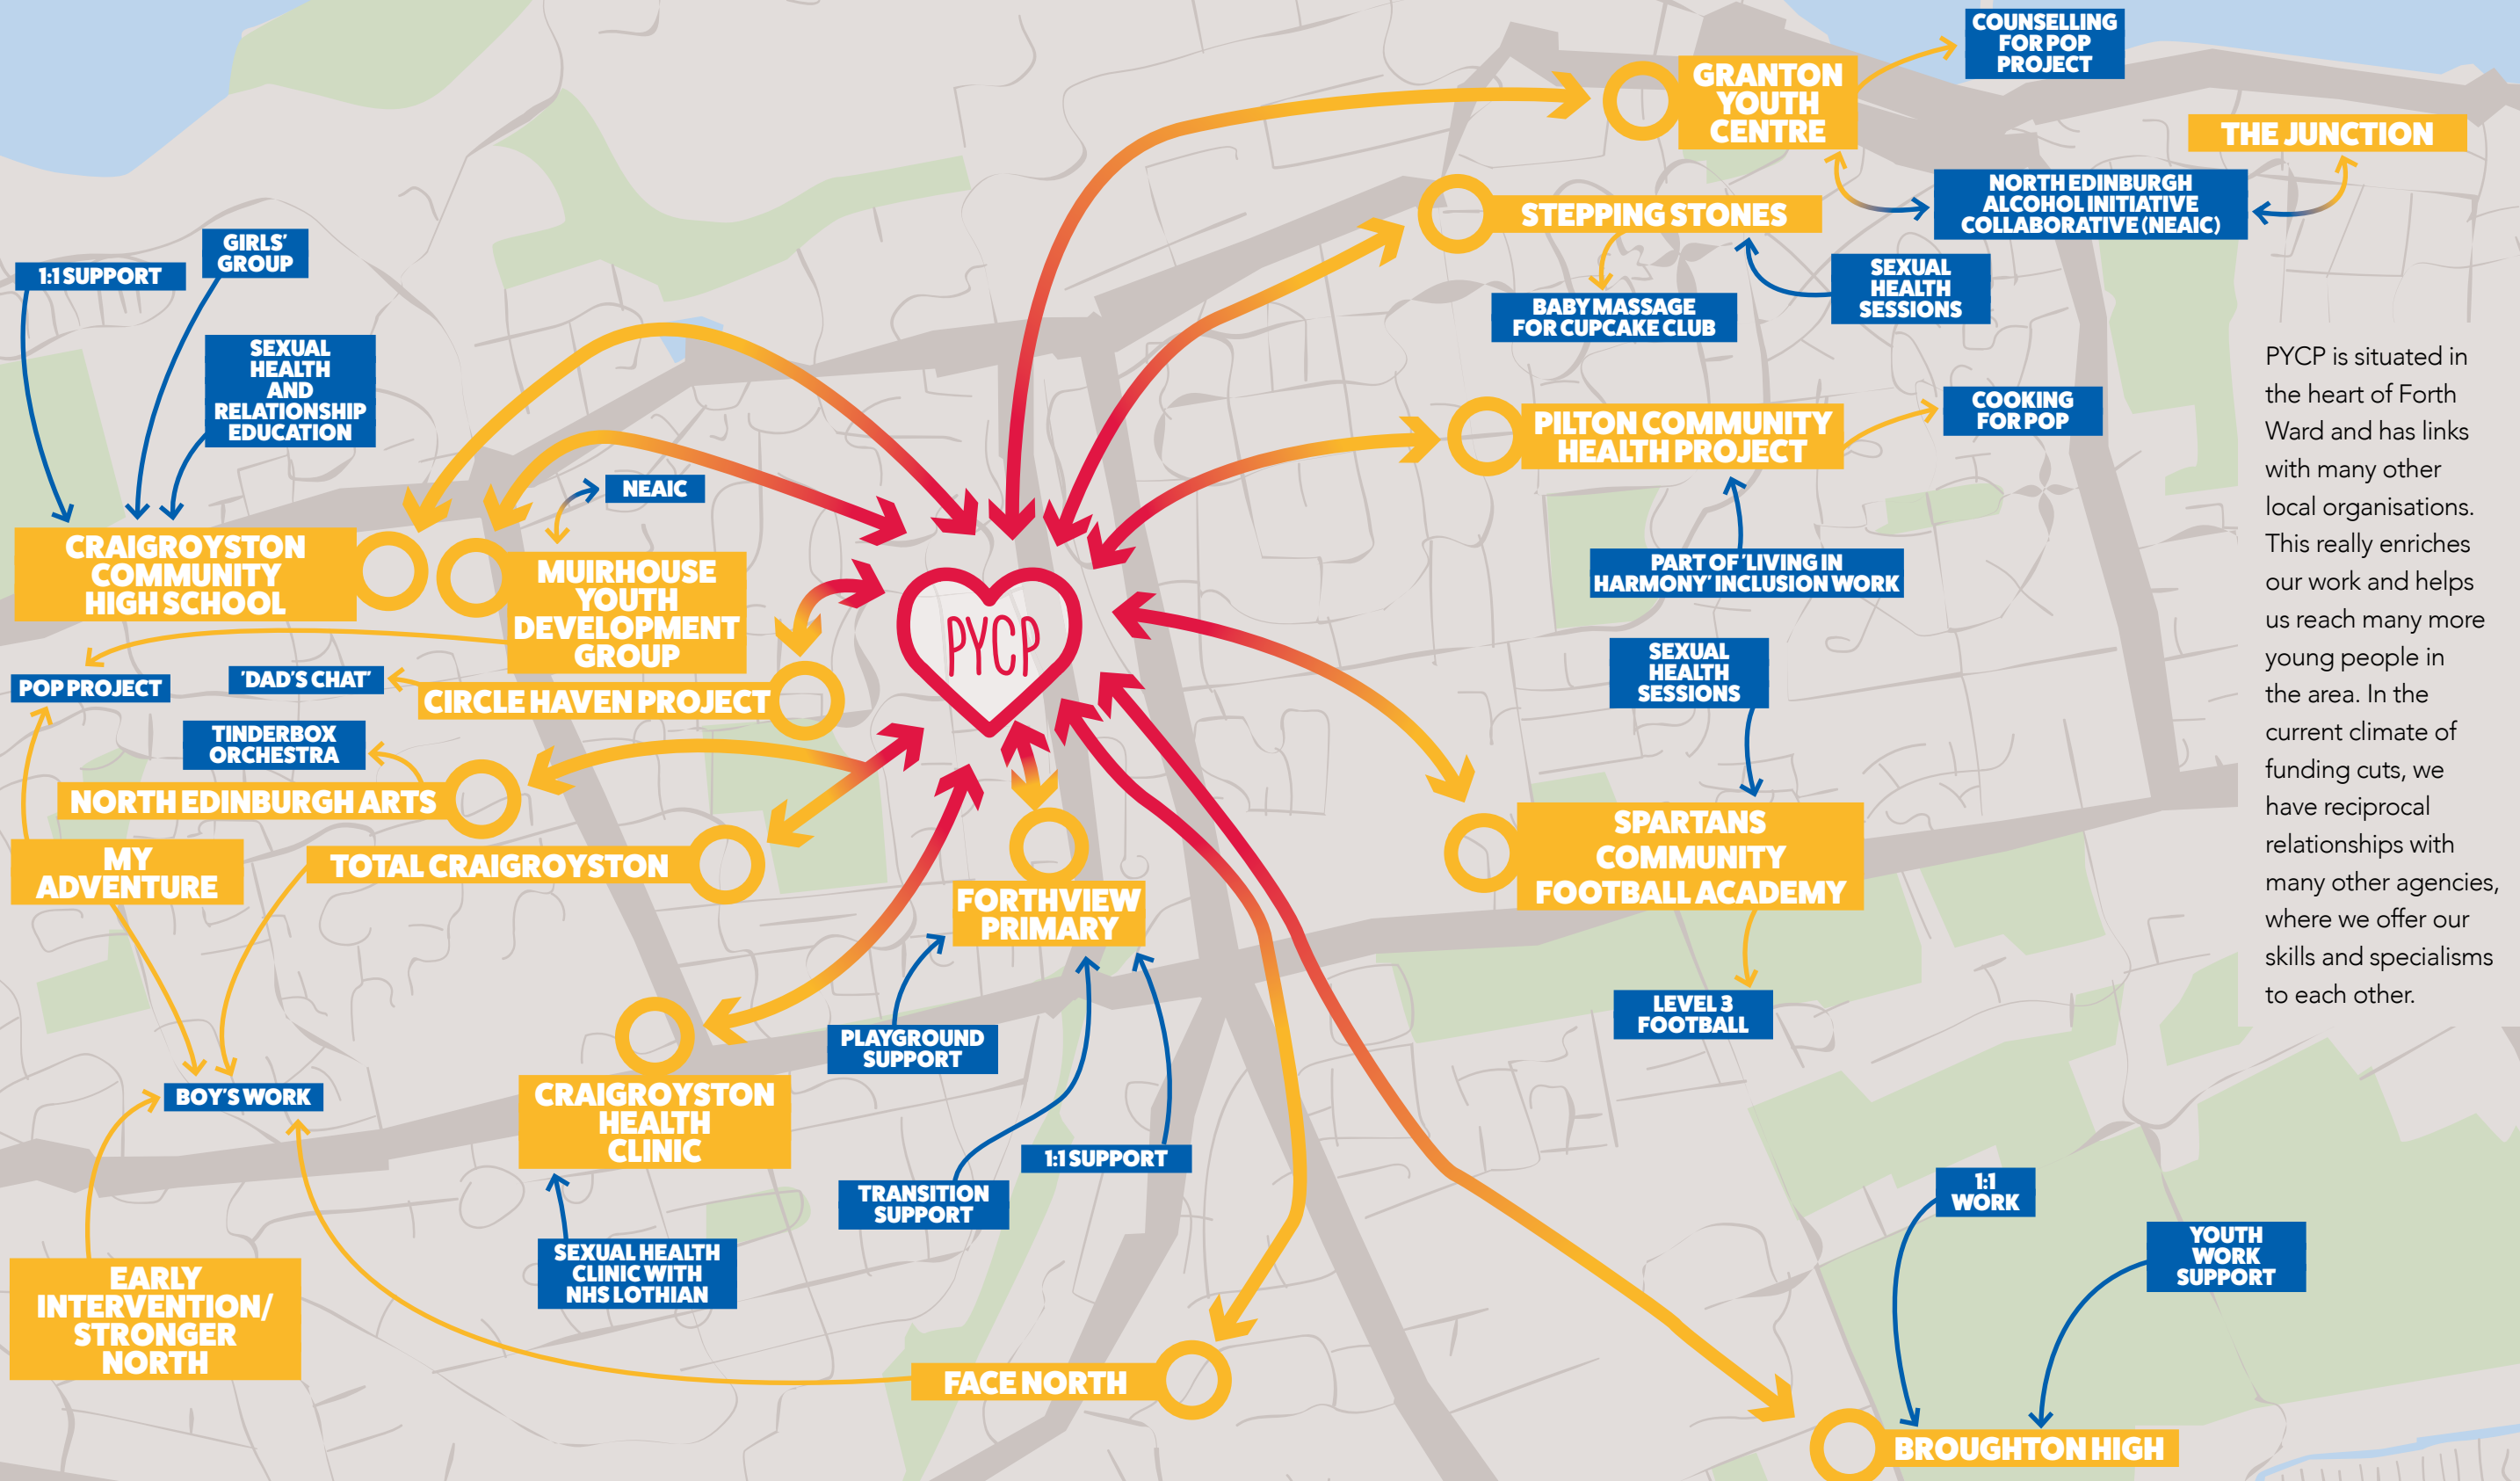 COUNSELLING
FOR POP
PROJECT
GRANTON
YOUTH
CENTRE
THE JUNCTION
NORTH EDINBURGH
ALCOHOL INITIATIVE
COLLABORATIVE (NEAIC)
STEPPING STONES
GIRLS'
GROUP
1:1 SUPPORT
SEXUAL
HEALTH
SESSIONS
BABY MASSAGE
FOR CUPCAKE CLUB
SEXUAL
HEALTH
AND
RELATIONSHIP
EDUCATION
COOKING
FOR POP
PILTON COMMUNITY
HEALTH PROJECT
NEAIC
CRAIGROYSTON
COMMUNITY
HIGH SCHOOL
MUIRHOUSE
YOUTH
DEVELOPMENT
GROUP
PART OF 'LIVING IN
HARMONY' INCLUSION WORK
PYCP
POP PROJECT
'DAD'S CHAT'
CIRCLE HAVEN PROJECT
SEXUAL
HEALTH
SESSIONS
TINDERBOX
ORCHESTRA
NORTH EDINBURGH ARTS
MY
ADVENTURE
TOTAL CRAIGROYSTON
SPARTANS
COMMUNITY
FOOTBALL ACADEMY
FORTHVIEW
PRIMARY
LEVEL 3
FOOTBALL
PLAYGROUND
SUPPORT
BOY'S WORK
CRAIGROYSTON
HEALTH
CLINIC
1:1 SUPPORT
TRANSITION
SUPPORT
1:1
WORK
YOUTH
WORK
SUPPORT
SEXUAL HEALTH
CLINIC WITH
NHS LOTHIAN
EARLY
INTERVENTION/
STRONGER
NORTH
FACE NORTH
BROUGHTON HIGH
PYCP is situated in
the heart of Forth
Ward and has links
with many other
local organisations.
This really enriches
our work and helps
us reach many more
young people in
the area. In the
current climate of
funding cuts, we
have reciprocal
relationships with
many other agencies,
where we offer our
skills and specialisms
to each other.